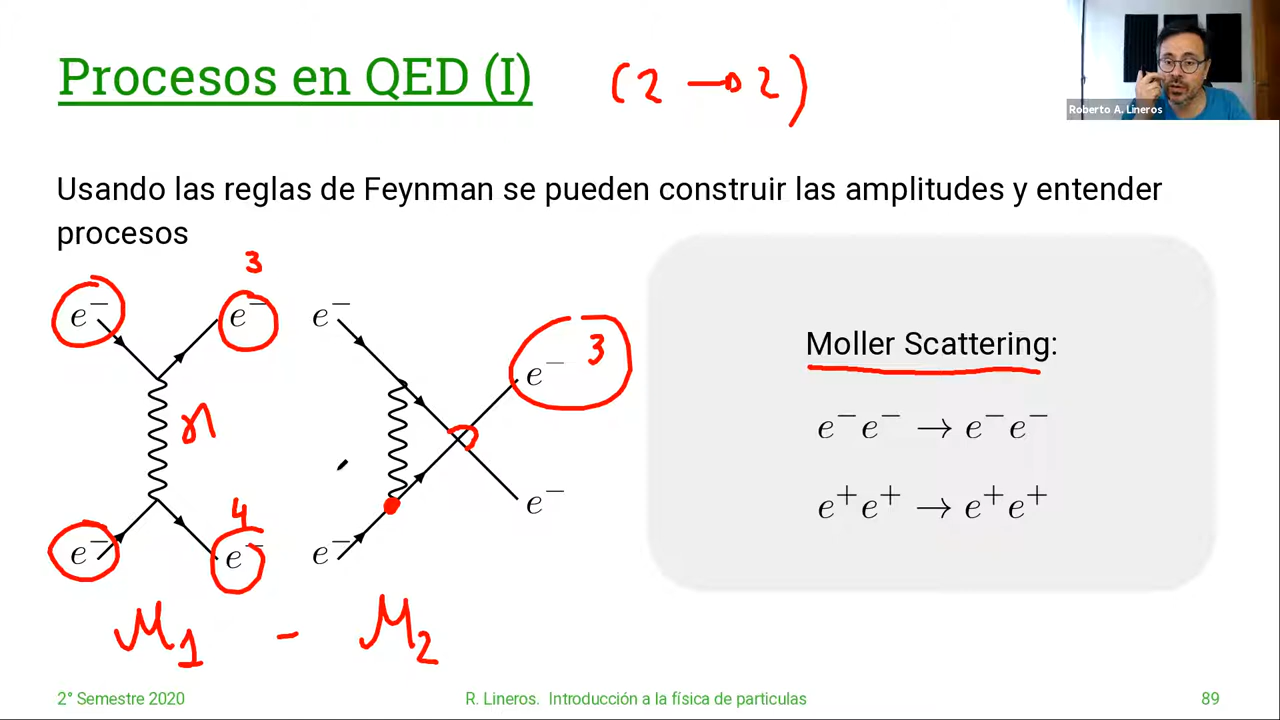 Procesos en QED (I)
(2 → 2)
Roberto A. Lineros
Usando las reglas de Feynman se pueden construir las amplitudes y entender
procesos
3
e⁻ e⁻ e⁻
3
e⁻
Moller Scattering:
γ
e⁻e⁻ → e⁻e⁻
e⁺e⁺ → e⁺e⁺
e⁻
4
e⁻ e⁻ e⁻
M₁ - M₂
2° Semestre 2020
R. Lineros. Introducción a la física de particulas
89